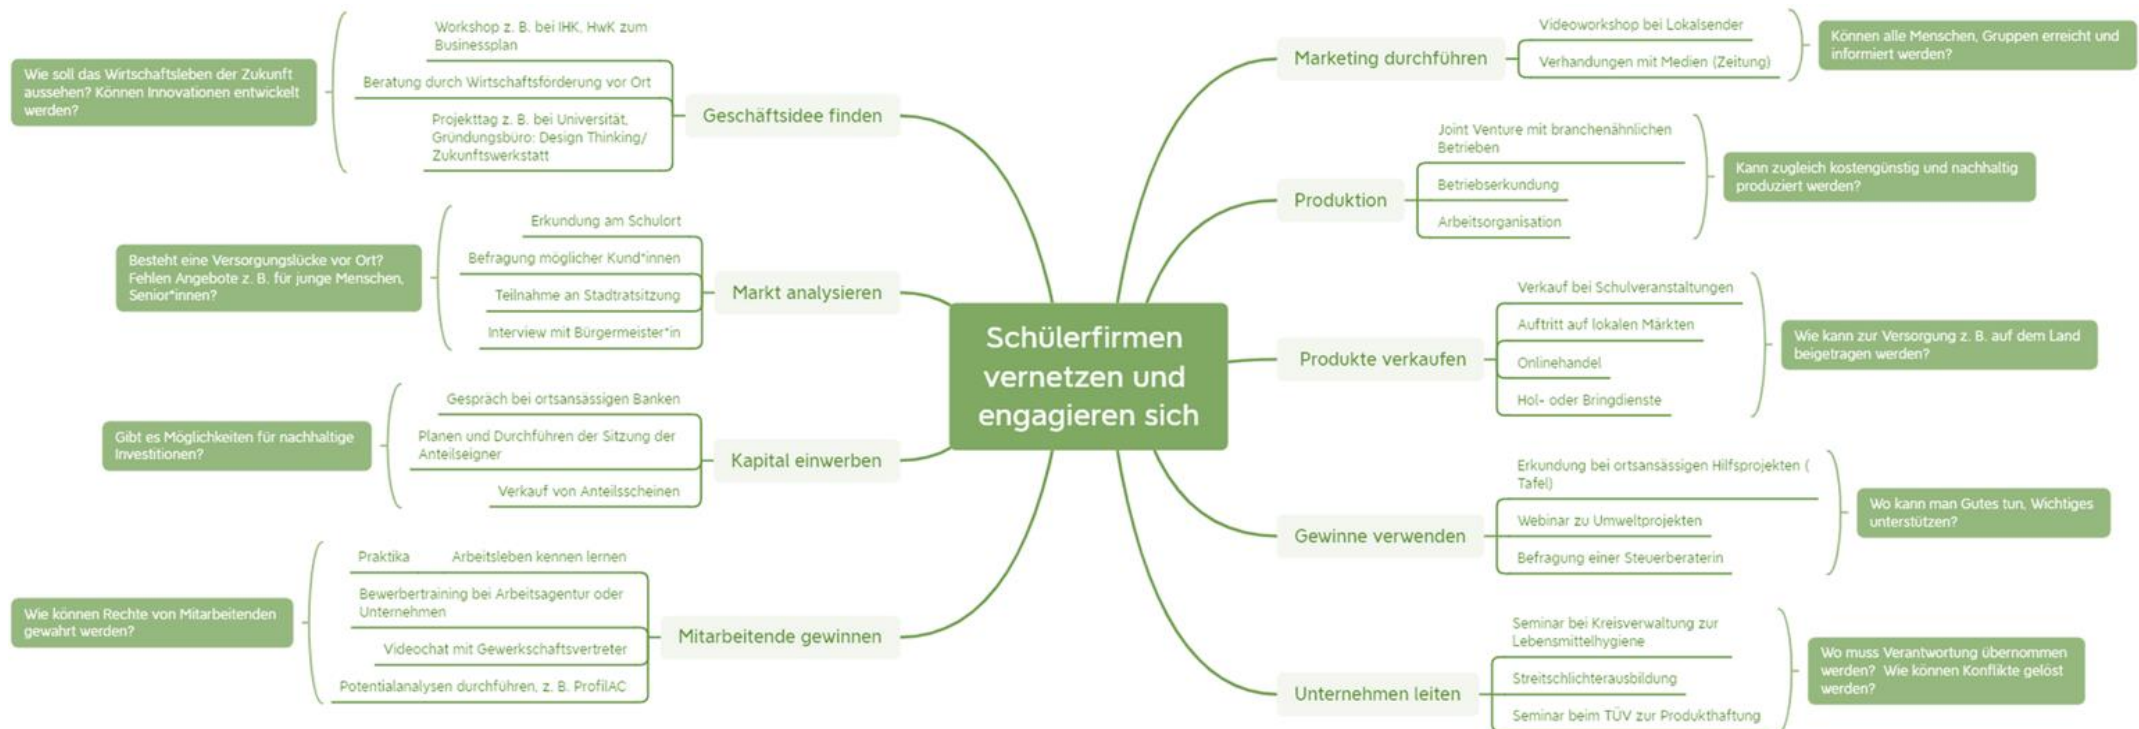 Schülerfirmen
vernetzen und
engagieren sich
Geschäftsidee finden
Workshop z. B. bei IHK, HwK zum
Businessplan
Beratung durch Wirtschaftsförderung vor Ort
Projekttag z. B. bei Universität,
Gründungsbüro: Design Thinking/
Zukunftswerkstatt
Wie soll das Wirtschaftsleben der Zukunft
aussehen? Können Innovationen entwickelt
werden?
Markt analysieren
Erkundung am Schulort
Befragung möglicher Kund*innen
Teilnahme an Stadtratsitzung
Interview mit Bürgermeister*in
Besteht eine Versorgungslücke vor Ort?
Fehlen Angebote z. B. für junge Menschen,
Senior*innen?
Kapital einwerben
Gespräch bei ortsansässigen Banken
Planen und Durchführen der Sitzung der
Anteilseigner
Verkauf von Anteilsscheinen
Gibt es Möglichkeiten für nachhaltige
Investitionen?
Mitarbeitende gewinnen
Praktika Arbeitsleben kennen lernen
Bewerbertraining bei Arbeitsagentur oder
Unternehmen
Videochat mit Gewerkschaftsvertreter
Potentialanalysen durchführen, z. B. ProfilAC
Wie können Rechte von Mitarbeitenden
gewahrt werden?
Marketing durchführen
Videoworkshop bei Lokalsender
Verhandungen mit Medien (Zeitung)
Können alle Menschen, Gruppen erreicht und
informiert werden?
Produktion
Joint Venture mit branchenähnlichen
Betrieben
Betriebserkundung
Arbeitsorganisation
Kann zugleich kostengünstig und nachhaltig
produziert werden?
Produkte verkaufen
Verkauf bei Schulveranstaltungen
Auftritt auf lokalen Märkten
Onlinehandel
Hol- oder Bringdienste
Wie kann zur Versorgung z. B. auf dem Land
beigetragen werden?
Gewinne verwenden
Erkundung bei ortsansässigen Hilfsprojekten (
Tafel)
Webinar zu Umweltprojekten
Befragung einer Steuerberaterin
Wo kann man Gutes tun, Wichtiges
unterstützen?
Unternehmen leiten
Seminar bei Kreisverwaltung zur
Lebensmittelhygiene
Streitschlichterausbildung
Seminar beim TÜV zur Produkthaftung
Wo muss Verantwortung übernommen
werden? Wie können Konflikte gelöst
werden?